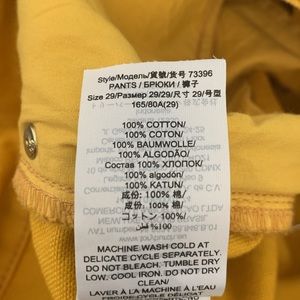 Style/Модель/貨號/货号 73396
PANTS / БРЮКИ / 褲子
Size 29/Размер 29/29/尺寸 29/号型
165/80A(29)
100% COTTON/
100% COTON/
100% BAUMWOLLE/
100% ALGODÃO/
Состав 100% ХЛОПОК/
100% algodón/
100% KATUN/
成份: 100% 棉/
成份: 100% 棉/
コットン 100%/
%100
MACHINE WASH COLD AT
DELICATE CYCLE SEPARATELY.
DO NOT BLEACH. TUMBLE DRY
LOW. COOL IRON. DO NOT DRY
CLEAN/
LAVER À LA MACHINE À L'EAU